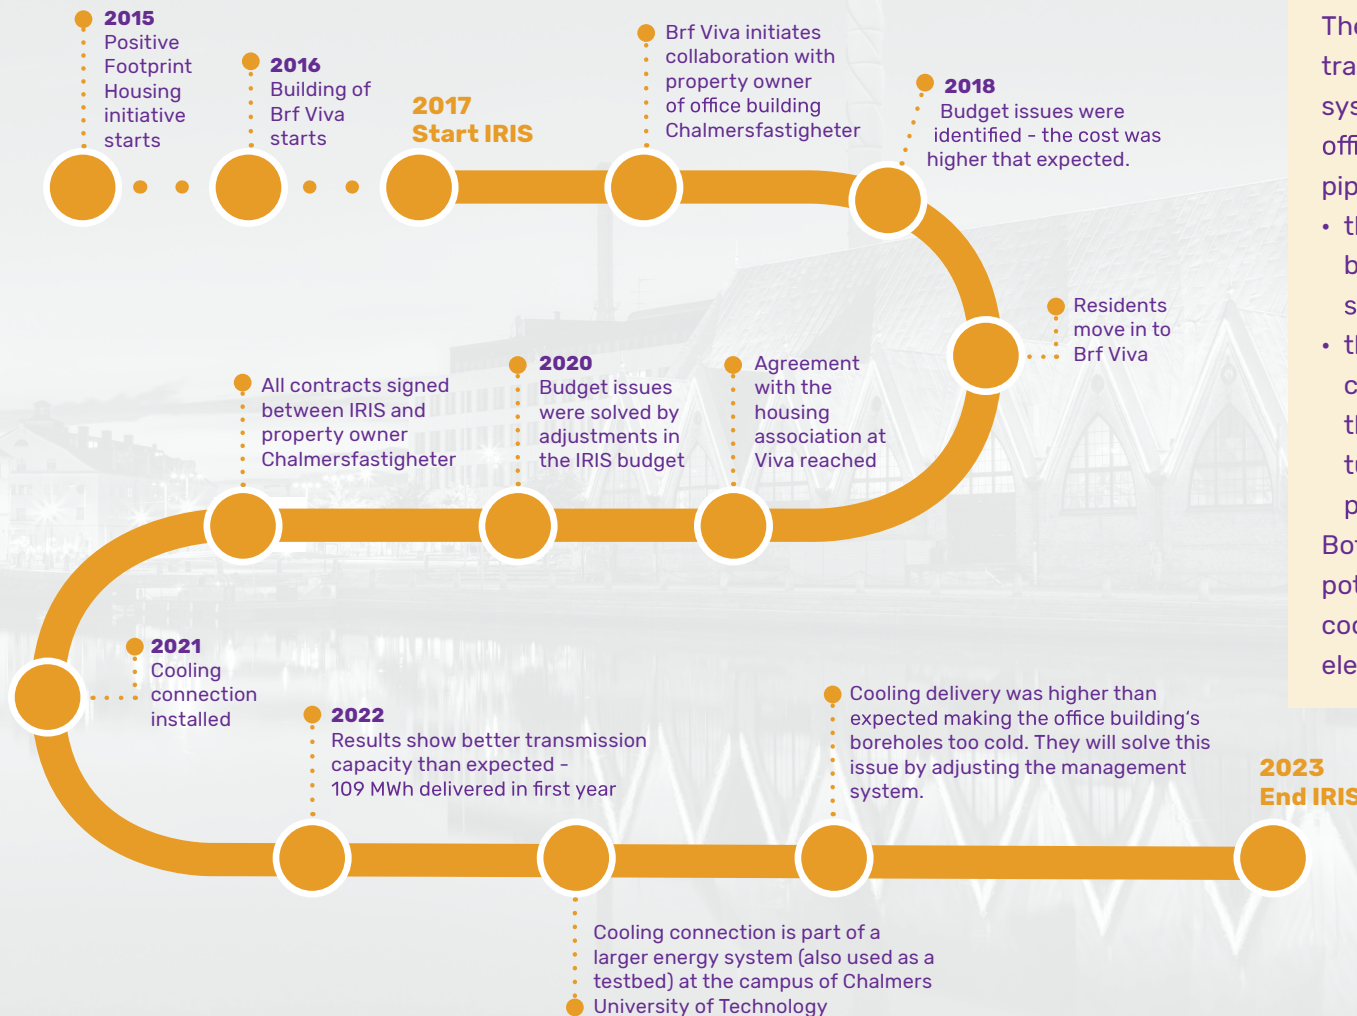 2015
Positive
Footprint
Housing
initiative
starts
2016
Building of
Brf Viva
starts
2017
Start IRIS
Brf Viva initiates
collaboration with
property owner
of office building
Chalmersfastigheter
2018
Budget issues were
identified - the cost was
higher that expected.
Residents
move in to
Brf Viva
Agreement
with the
housing
association at
Viva reached
2020
Budget issues
were solved by
adjustments in
the IRIS budget
All contracts signed
between IRIS and
property owner
Chalmersfastigheter
2021
Cooling
connection
installed
2022
Results show better transmission
capacity than expected -
109 MWh delivered in first year
Cooling connection is part of a
larger energy system (also used as a
testbed) at the campus of Chalmers
University of Technology
Cooling delivery was higher than
expected making the office building‘s
boreholes too cold. They will solve this
issue by adjusting the management
system.
2023
End IRIS